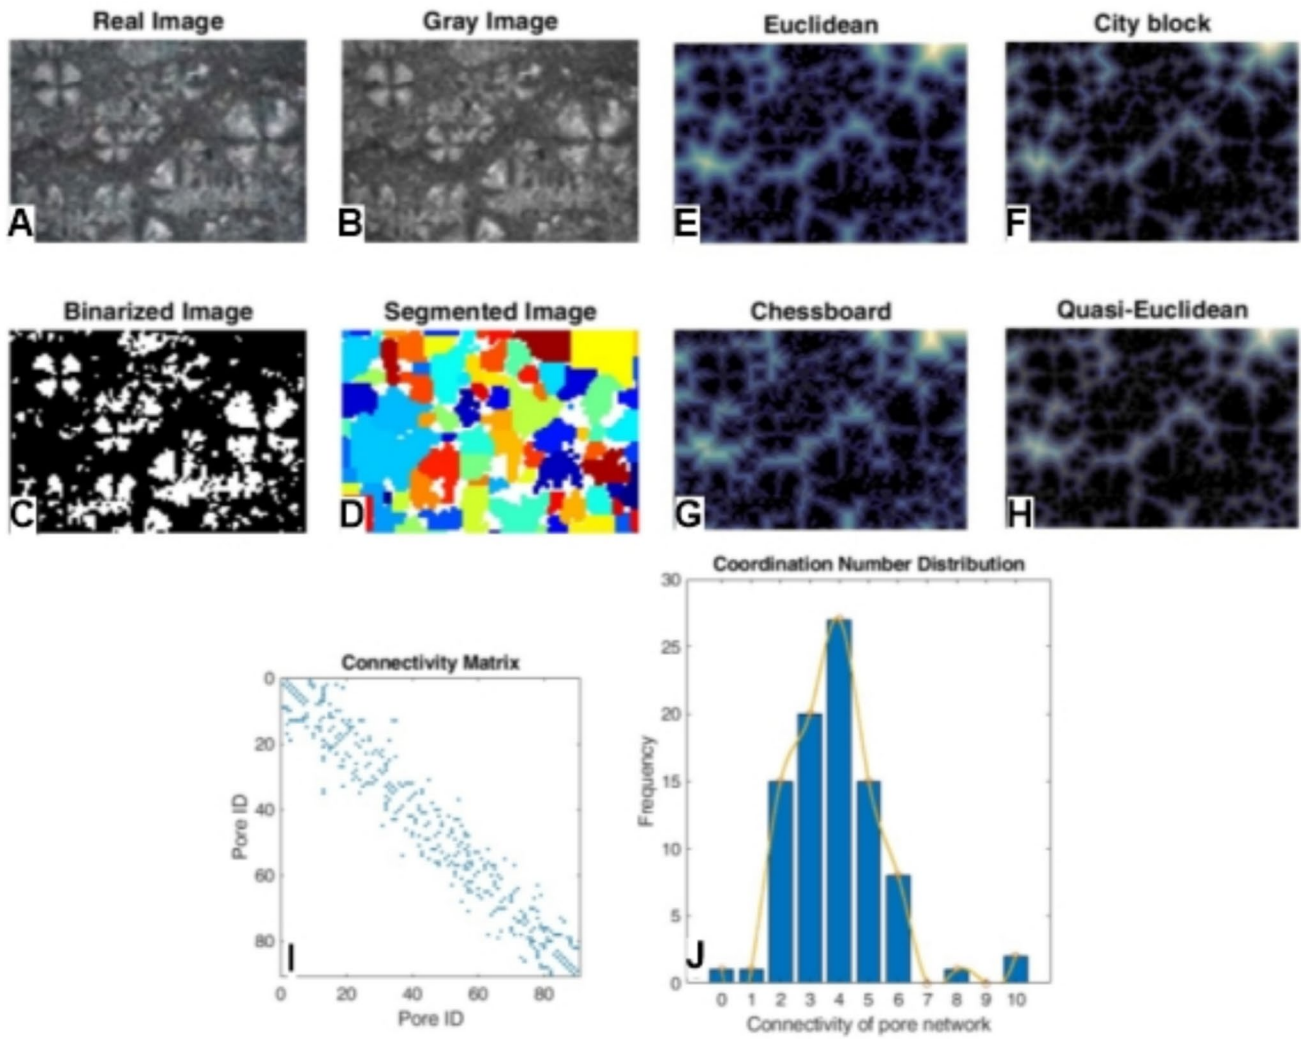 Real Image
Gray Image
Euclidean
City block
A
B
E
F
Binarized Image
Segmented Image
Chessboard
Quasi-Euclidean
C
D
G
H
Connectivity Matrix
0
20
40
60
80
Pore ID
I
0 20 40 60 80
Pore ID
Coordination Number Distribution
30
25
20
15
10
5
0
Frequency
J
0 1 2 3 4 5 6 7 8 9 10
Connectivity of pore network